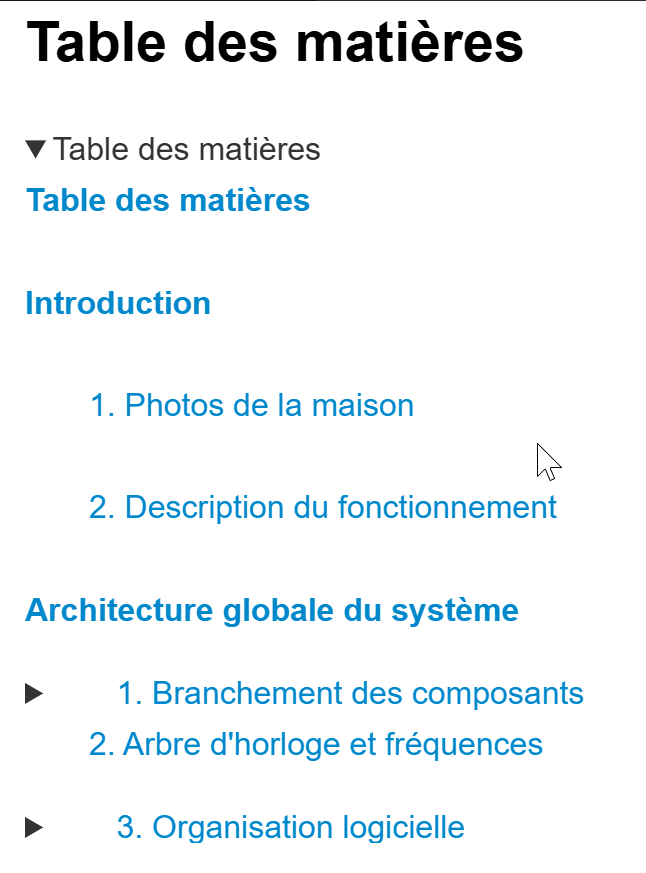 Table des matières
Table des matières
Table des matières
Introduction
1. Photos de la maison
2. Description du fonctionnement
Architecture globale du système
1. Branchement des composants
2. Arbre d'horloge et fréquences
3. Organisation logicielle